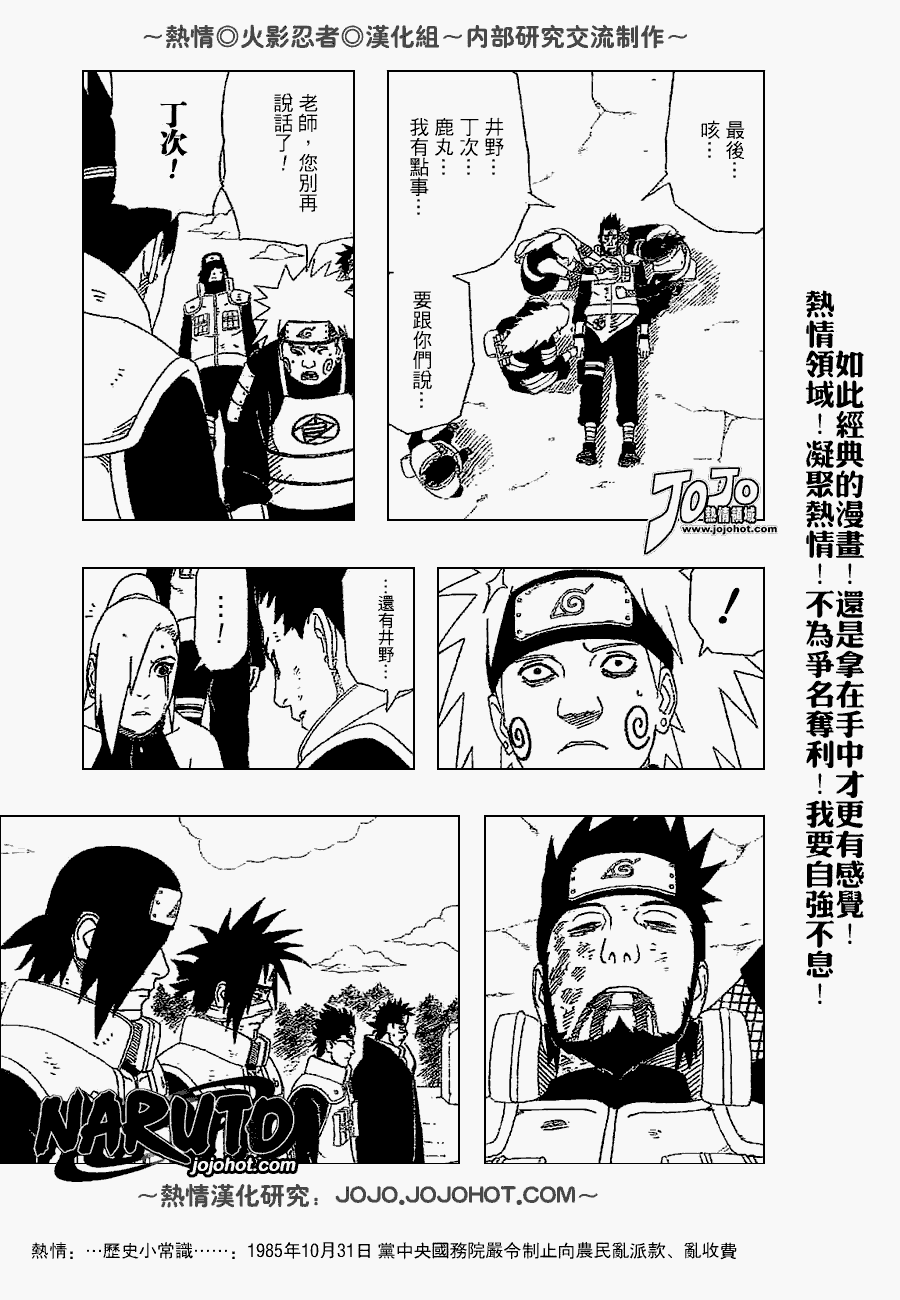 ～熱情◎火影忍者◎漢化組～内部研究交流制作～
最後…
咳…
井野…
丁次…
鹿丸…
我有點事…
要跟你們說…
老師，您別再
說話了！
丁次！
JOJO
熱情領域
www.jojohot.com
！
…還有井野…
…！
食
如此經典的漫畫！還是拿在手中才更有感覺！
熱情領域！凝聚熱情！不為爭名奪利！我要自強不息！
NARUTO
jojohot.com
～熱情漢化研究：JOJO.JOJOHOT.COM～
熱情：…歷史小常識……：1985年10月31日 黨中央國務院嚴令制止向農民亂派款、亂收費